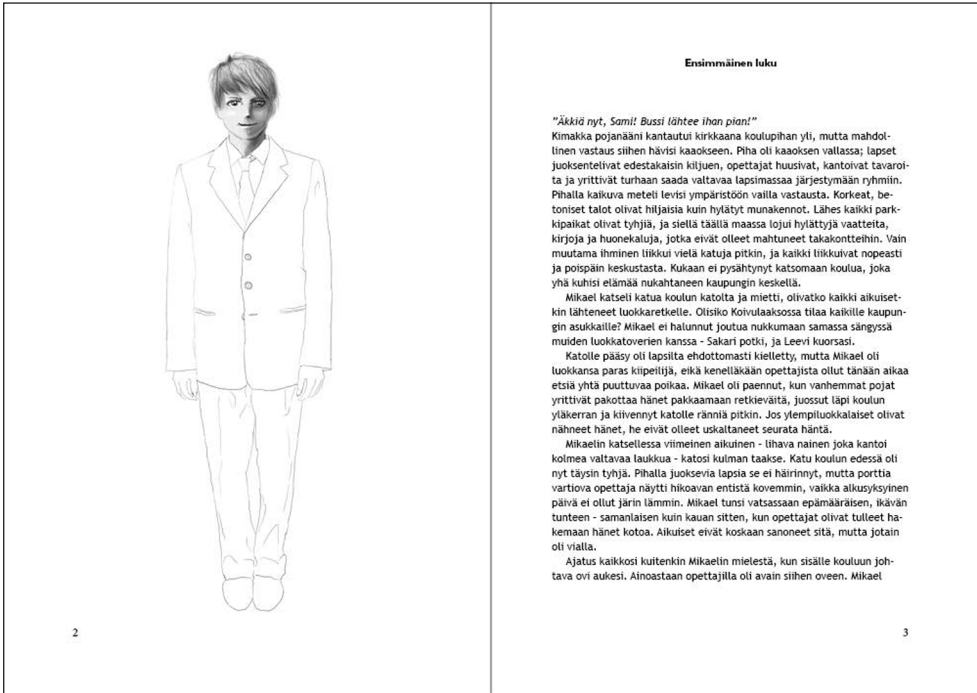 2
Ensimmäinen luku
”Äkkiä nyt, Sami! Bussi lähtee ihan pian!”
Kimakka pojanääni kantautui kirkkaana koulupihan yli, mutta mahdol-
linen vastaus siihen hävisi kaaokseen. Piha oli kaaoksen vallassa; lapset
juoksentelivat edestakaisin kiljuen, opettajat huusivat, kantoivat tavaroi-
ta ja yrittivät turhaan saada valtavaa lapsimassaa järjestymään ryhmiin.
Pihalla kaikuva meteli levisi ympäristöön vailla vastausta. Korkeat, be-
toniset talot olivat hiljaisia kuin hylätyt munakennot. Lähes kaikki park-
kipaikat olivat tyhjiä, ja siellä täällä maassa lojui hylättyjä vaatteita,
kirjoja ja huonekaluja, jotka eivät olleet mahtuneet takakontteihin. Vain
muutama ihminen liikkui vielä katuja pitkin, ja kaikki liikkuivat nopeasti
ja poispäin keskustasta. Kukaan ei pysähtynyt katsomaan koulua, joka
yhä kuhisi elämää nukahtaneen kaupungin keskellä.
Mikael katseli katua koulun katolta ja mietti, olivatko kaikki aikuiset-
kin lähteneet luokkaretkelle. Olisiko Koivulaaksossa tilaa kaikille kaupun-
gin asukkaille? Mikael ei halunnut joutua nukkumaan samassa sängyssä
muiden luokkatoverien kanssa – Sakari potki, ja Leevi kuorsasi.
Katolle pääsy oli lapsilta ehdottomasti kielletty, mutta Mikael oli
luokkansa paras kiipeilijä, eikä kenelläkään opettajista ollut tänään aikaa
etsiä yhtä puuttuvaa poikaa. Mikael oli paennut, kun vanhemmat pojat
yrittivät pakottaa hänet pakkaamaan retkieväitä, juossut läpi koulun
yläkerran ja kiivennyt katolle ränniä pitkin. Jos ylempiluokkalaiset olivat
nähneet hänet, he eivät olleet uskaltaneet seurata häntä.
Mikaelin katsellessa viimeinen aikuinen – lihava nainen joka kantoi
kolmea valtavaa laukkua – katosi kulman taakse. Katu koulun edessä oli
nyt täysin tyhjä. Pihalla juoksevia lapsia se ei häirinnyt, mutta porttia
vartiova opettaja näytti hikoavan entistä kovemmin, vaikka alkusyksyinen
päivä ei ollut järin lämmin. Mikael tunsi vatsassaan epämääräisen, ikävän
tunteen – samanlaisen kuin kauan sitten, kun opettajat olivat tulleet ha-
kemaan hänet kotoa. Aikuiset eivät koskaan sanoneet sitä, mutta jotain
oli vialla.
Ajatus kaikkosi kuitenkin Mikaelin mielestä, kun sisälle kouluun joh-
tava ovi aukesi. Ainoastaan opettajilla oli avain siihen oveen. Mikael
3